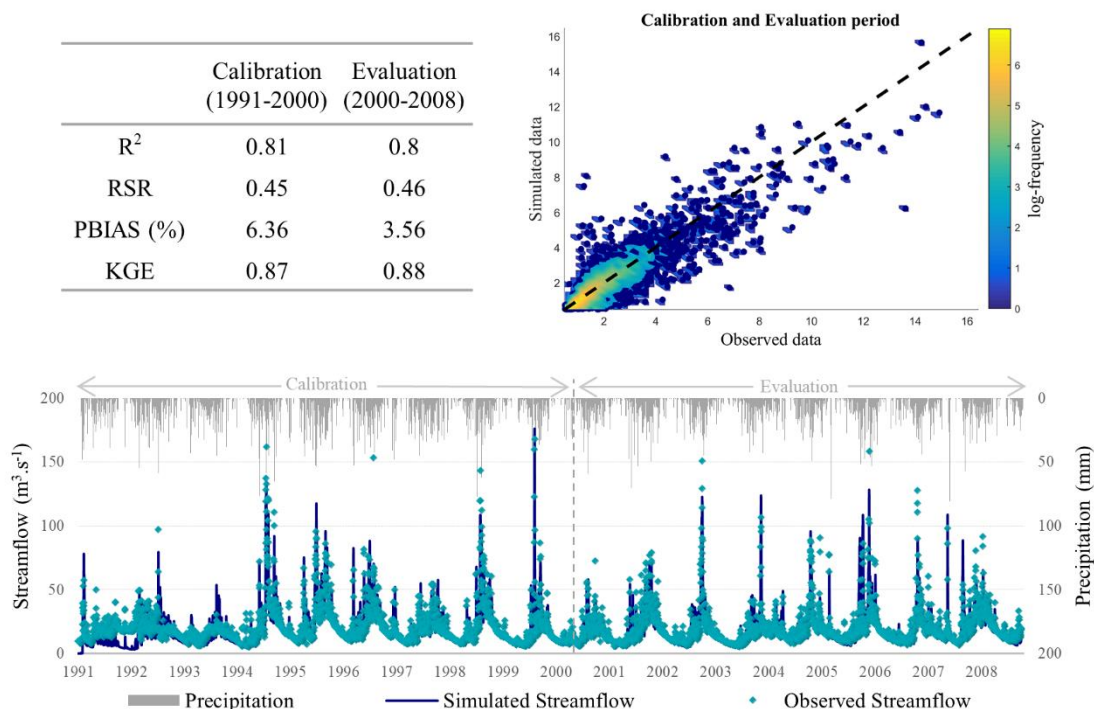 Calibration Evaluation
(1991-2000) (2000-2008)
R² 0.81 0.8
RSR 0.45 0.46
PBIAS (%) 6.36 3.56
KGE 0.87 0.88
Calibration and Evaluation period
16
14
12
10
8
6
4
2
Simulated data
2 4 6 8 10 12 14 16
Observed data
6
5
4
3
2
1
0
log-frequency
Calibration Evaluation
200
150
100
50
0
Streamflow (m³.s⁻¹)
0
50
100
150
200
Precipitation (mm)
1991 1992 1993 1994 1995 1996 1997 1998 1999 2000 2001 2002 2003 2004 2005 2006 2007 2008
Precipitation Simulated Streamflow Observed Streamflow